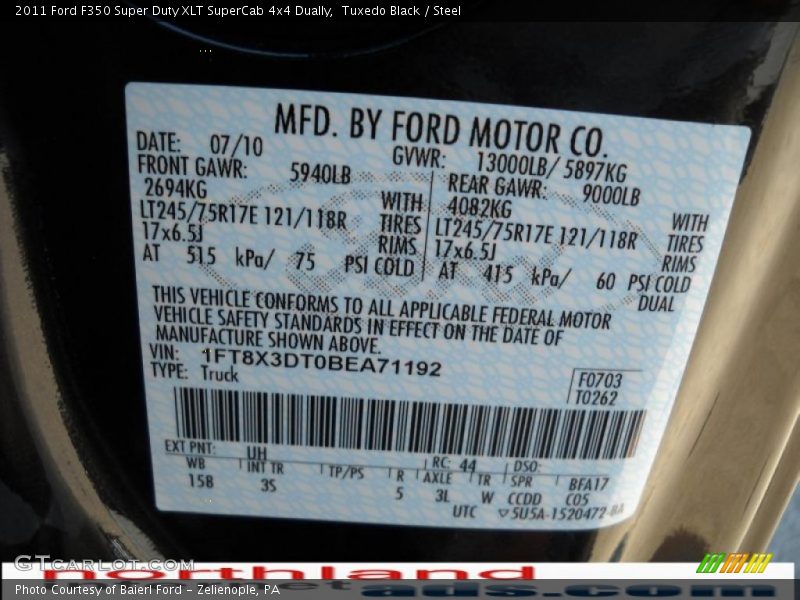 2011 Ford F350 Super Duty XLT SuperCab 4x4 Dually, Tuxedo Black / Steel
MFD. BY FORD MOTOR CO.
DATE: 07/10 GVWR: 13000LB/ 5897KG
FRONT GAWR: 5940LB REAR GAWR: 9000LB
2694KG WITH 4082KG WITH
LT245/75R17E 121/118R TIRES LT245/75R17E 121/118R TIRES
17x6.5J RIMS 17x6.5J RIMS
AT 515 kPa/ 75 PSI COLD AT 415 kPa/ 60 PSI COLD
DUAL
THIS VEHICLE CONFORMS TO ALL APPLICABLE FEDERAL MOTOR
VEHICLE SAFETY STANDARDS IN EFFECT ON THE DATE OF
MANUFACTURE SHOWN ABOVE.
VIN: 1FT8X3DT0BEA71192
TYPE: Truck
F0703
T0262
EXT PNT: UH RC: 44 DSO:
WB INT TR TP/PS R AXLE TR SPR BFA17
158 3S 5 3L W CCDD C05
UTC ▽5U5A-1520472-BA
GTCarLot.com
northland
ads.com
Photo Courtesy of Baierl Ford - Zelienople, PA